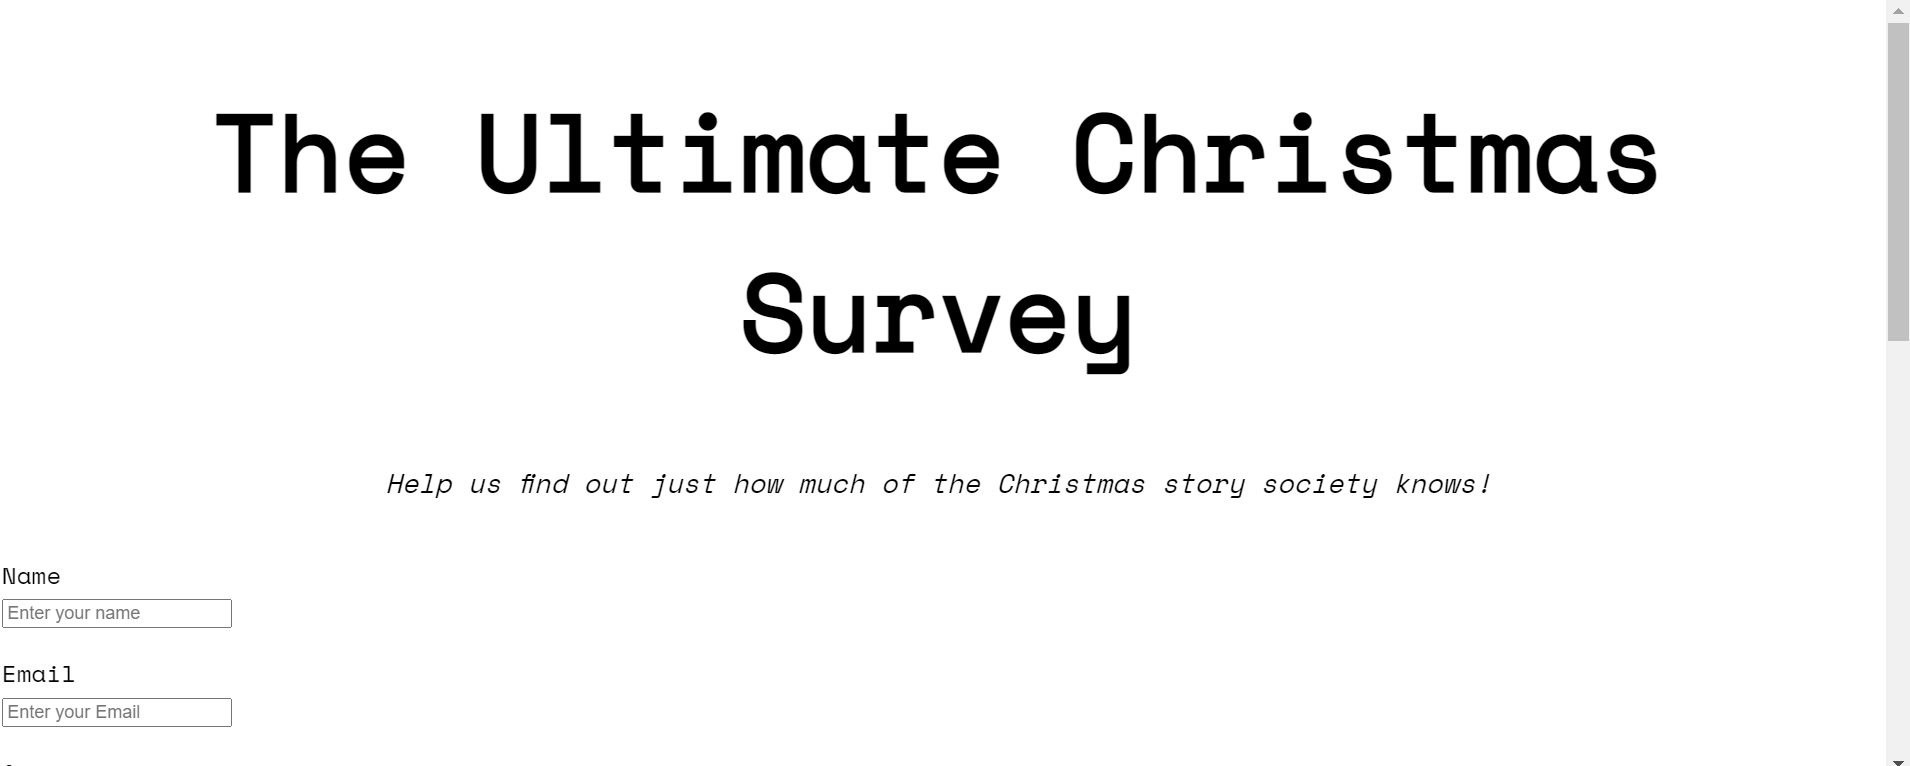 The Ultimate Christmas
Survey
Help us find out just how much of the Christmas story society knows!
Name
Enter your name
Email
Enter your Email